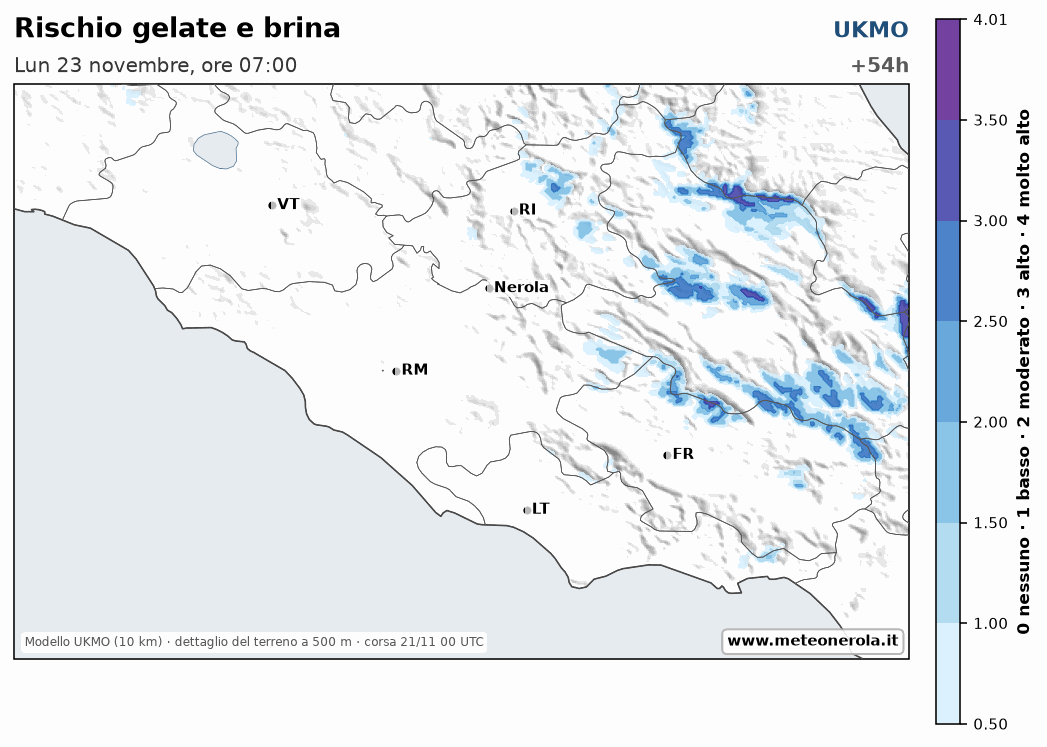 Rischio gelate e brina
UKMO
Lun 23 novembre, ore 07:00
+54h
VT
RI
Nerola
RM
FR
LT
Modello UKMO (10 km) · dettaglio del terreno a 500 m · corsa 21/11 00 UTC
www.meteonerola.it
4.01
3.50
3.00
2.50
2.00
1.50
1.00
0.50
0 nessuno · 1 basso · 2 moderato · 3 alto · 4 molto alto